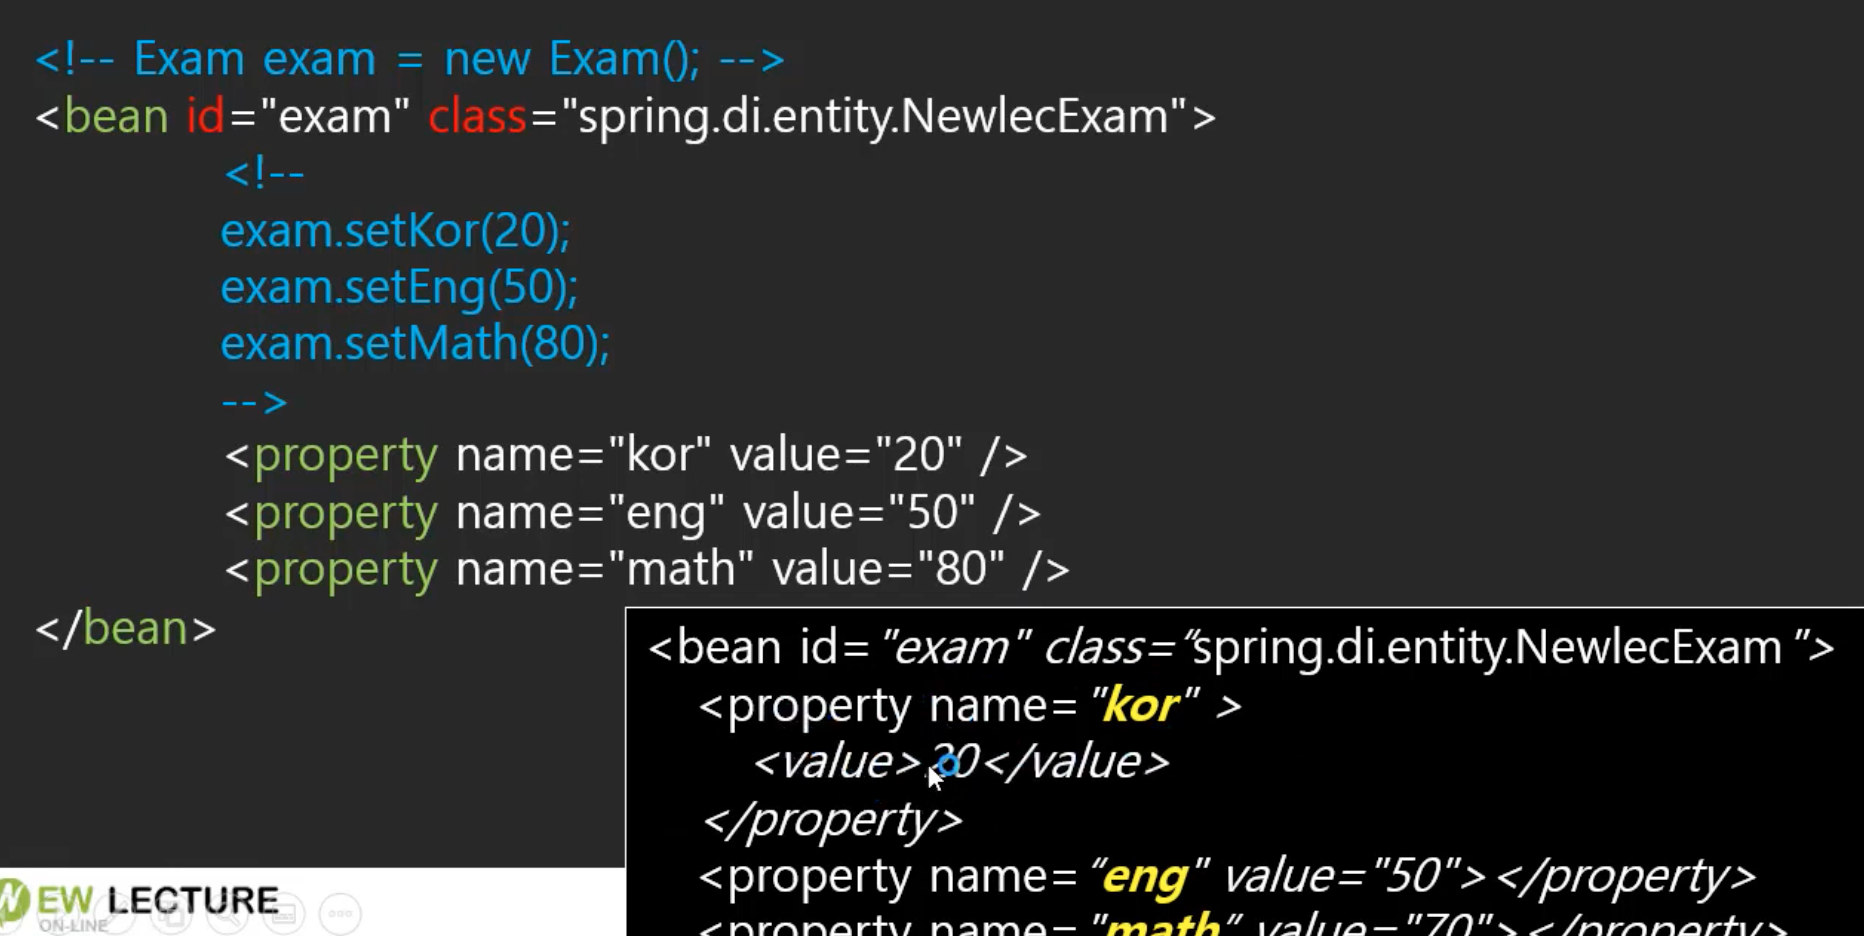 <!-- Exam exam = new Exam(); -->
<bean id="exam" class="spring.di.entity.NewlecExam">
<!--
exam.setKor(20);
exam.setEng(50);
exam.setMath(80);
-->
<property name="kor" value="20" />
<property name="eng" value="50" />
<property name="math" value="80" />
</bean>
<bean id="exam" class="spring.di.entity.NewlecExam ">
<property name="kor" >
<value> </value>
</property>
<property name="eng" value="50"></property>
<property name="math" value="70"></property>
NEW LECTURE
ON-LINE